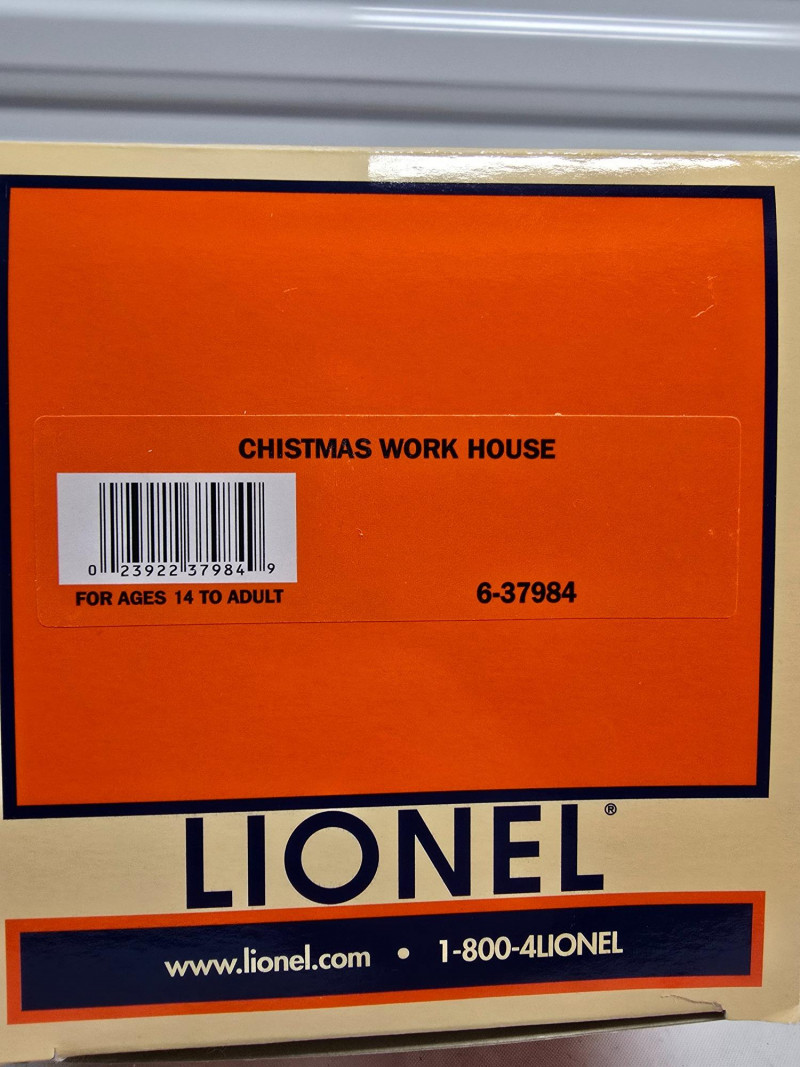 CHISTMAS WORK HOUSE
0 23922 37984 9
FOR AGES 14 TO ADULT
6-37984
LIONEL®
www.lionel.com • 1-800-4LIONEL